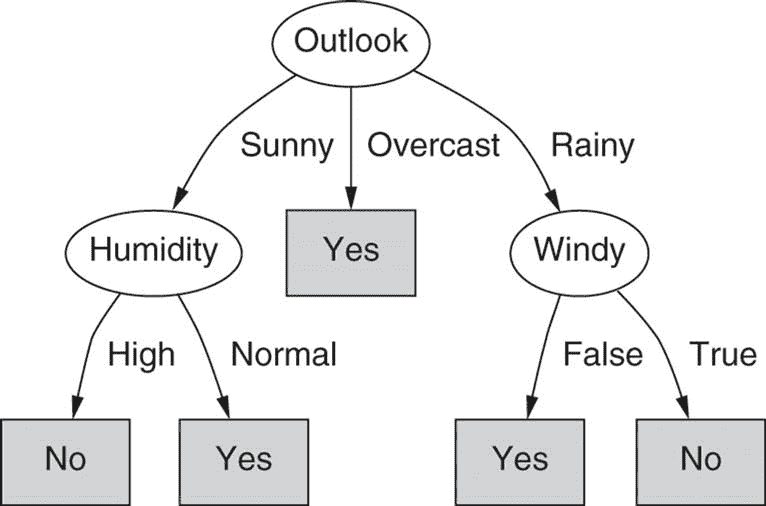 Outlook
Sunny Overcast Rainy
Humidity Yes Windy
High Normal False True
No Yes Yes No